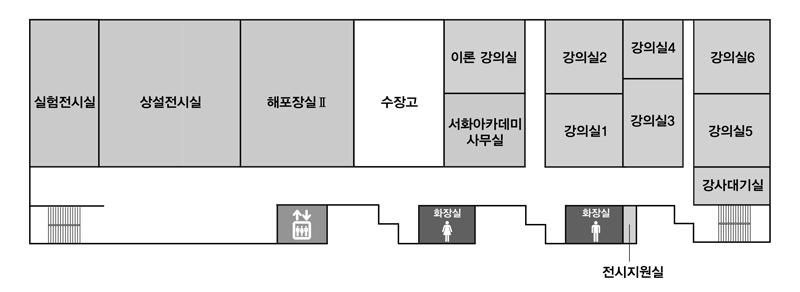 실험전시실
상설전시실
해포장실 Ⅱ
수장고
이론 강의실
서화아카데미
사무실
강의실2
강의실1
강의실4
강의실3
강의실6
강의실5
강사대기실
화장실
화장실
전시지원실